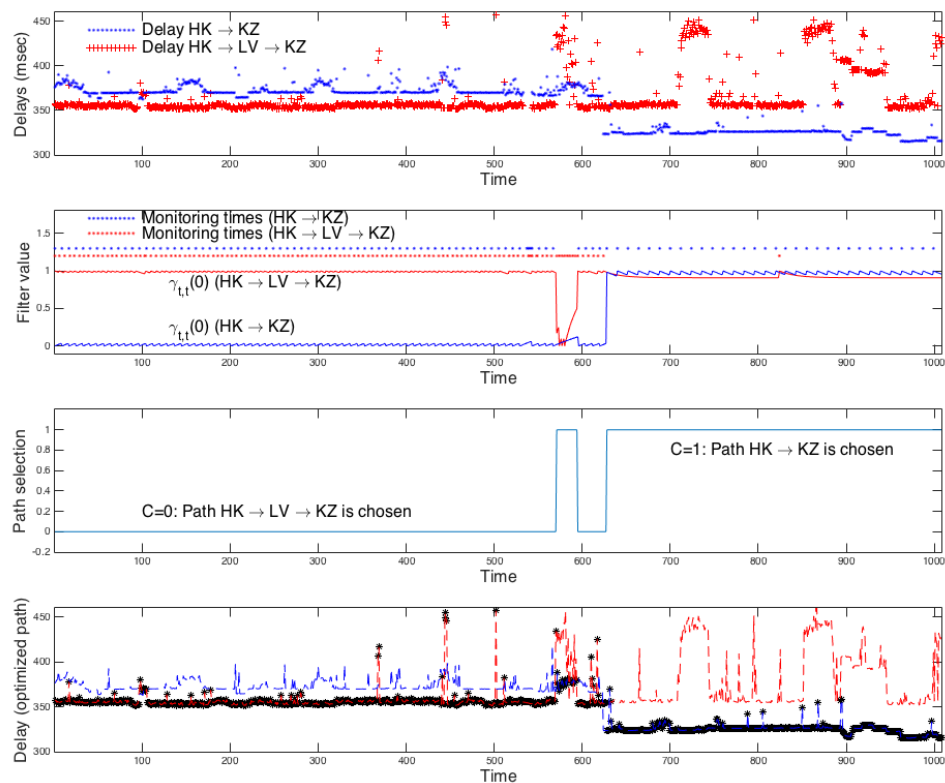 450
400
350
300
Delays (msec)
Delay HK → KZ
Delay HK → LV → KZ
100 200 300 400 500 600 700 800 900 1000
Time
1.5
1
0.5
0
Filter value
Monitoring times (HK → KZ)
Monitoring times (HK → LV → KZ)
γt,t(0) (HK → LV → KZ)
γt,t(0) (HK → KZ)
100 200 300 400 500 600 700 800 900 1000
Time
1
0.8
0.6
0.4
0.2
0
-0.2
Path selection
C=1: Path HK → KZ is chosen
C=0: Path HK → LV → KZ is chosen
100 200 300 400 500 600 700 800 900 1000
Time
450
400
350
300
Delay (optimized path)
100 200 300 400 500 600 700 800 900 1000
Time